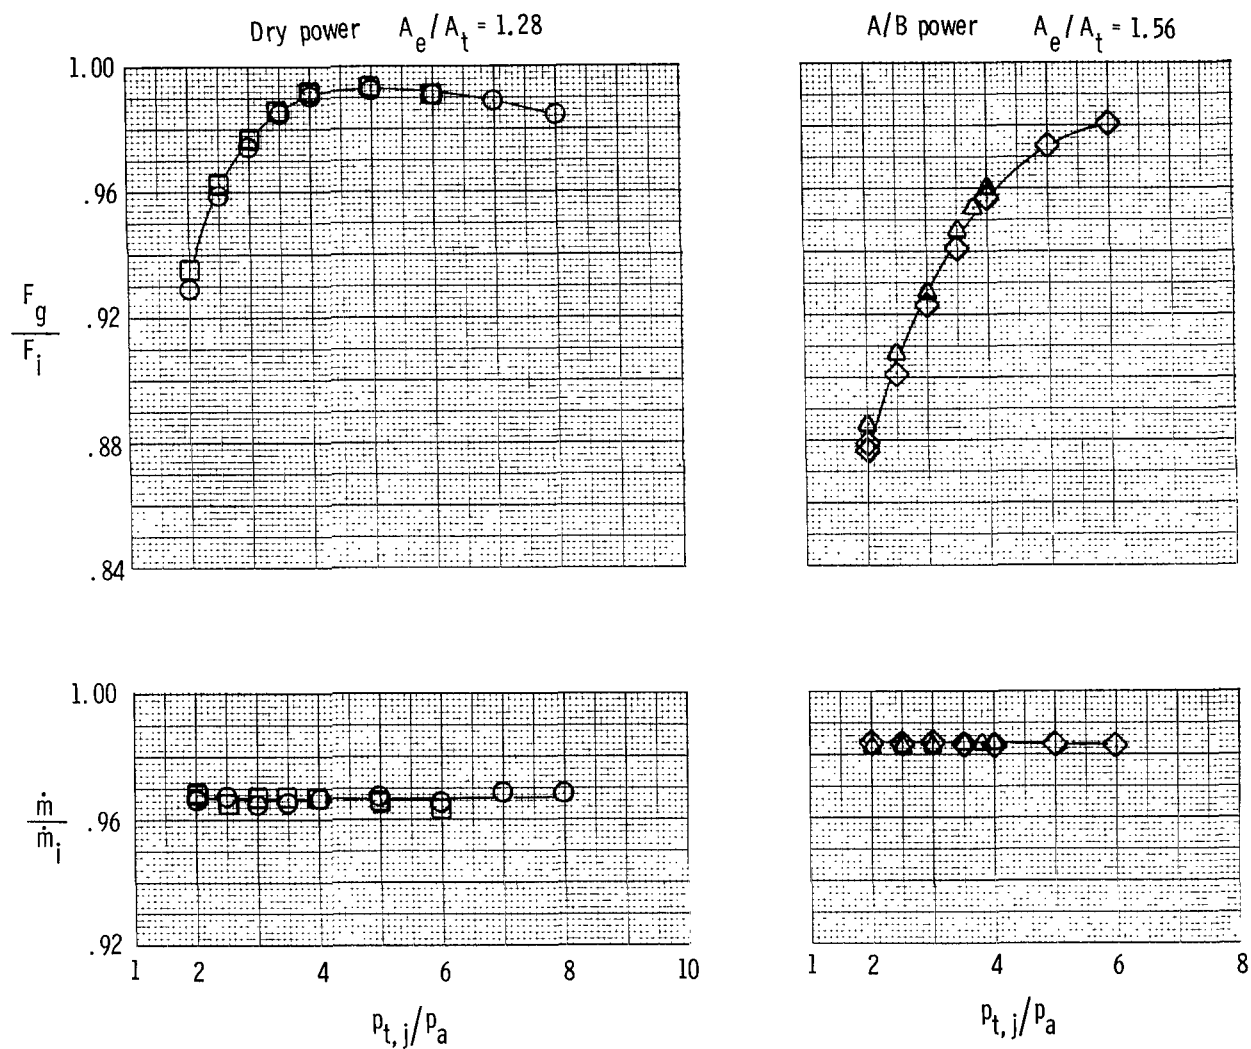 Dry power A_e/A_t = 1.28
A/B power A_e/A_t = 1.56
1.00
.96
.92
.88
.84
F_g
F_i
1.00
.96
.92
ṁ
ṁ_i
1 2 4 6 8 10
1 2 4 6 8
p_t,j/p_a
p_t,j/p_a